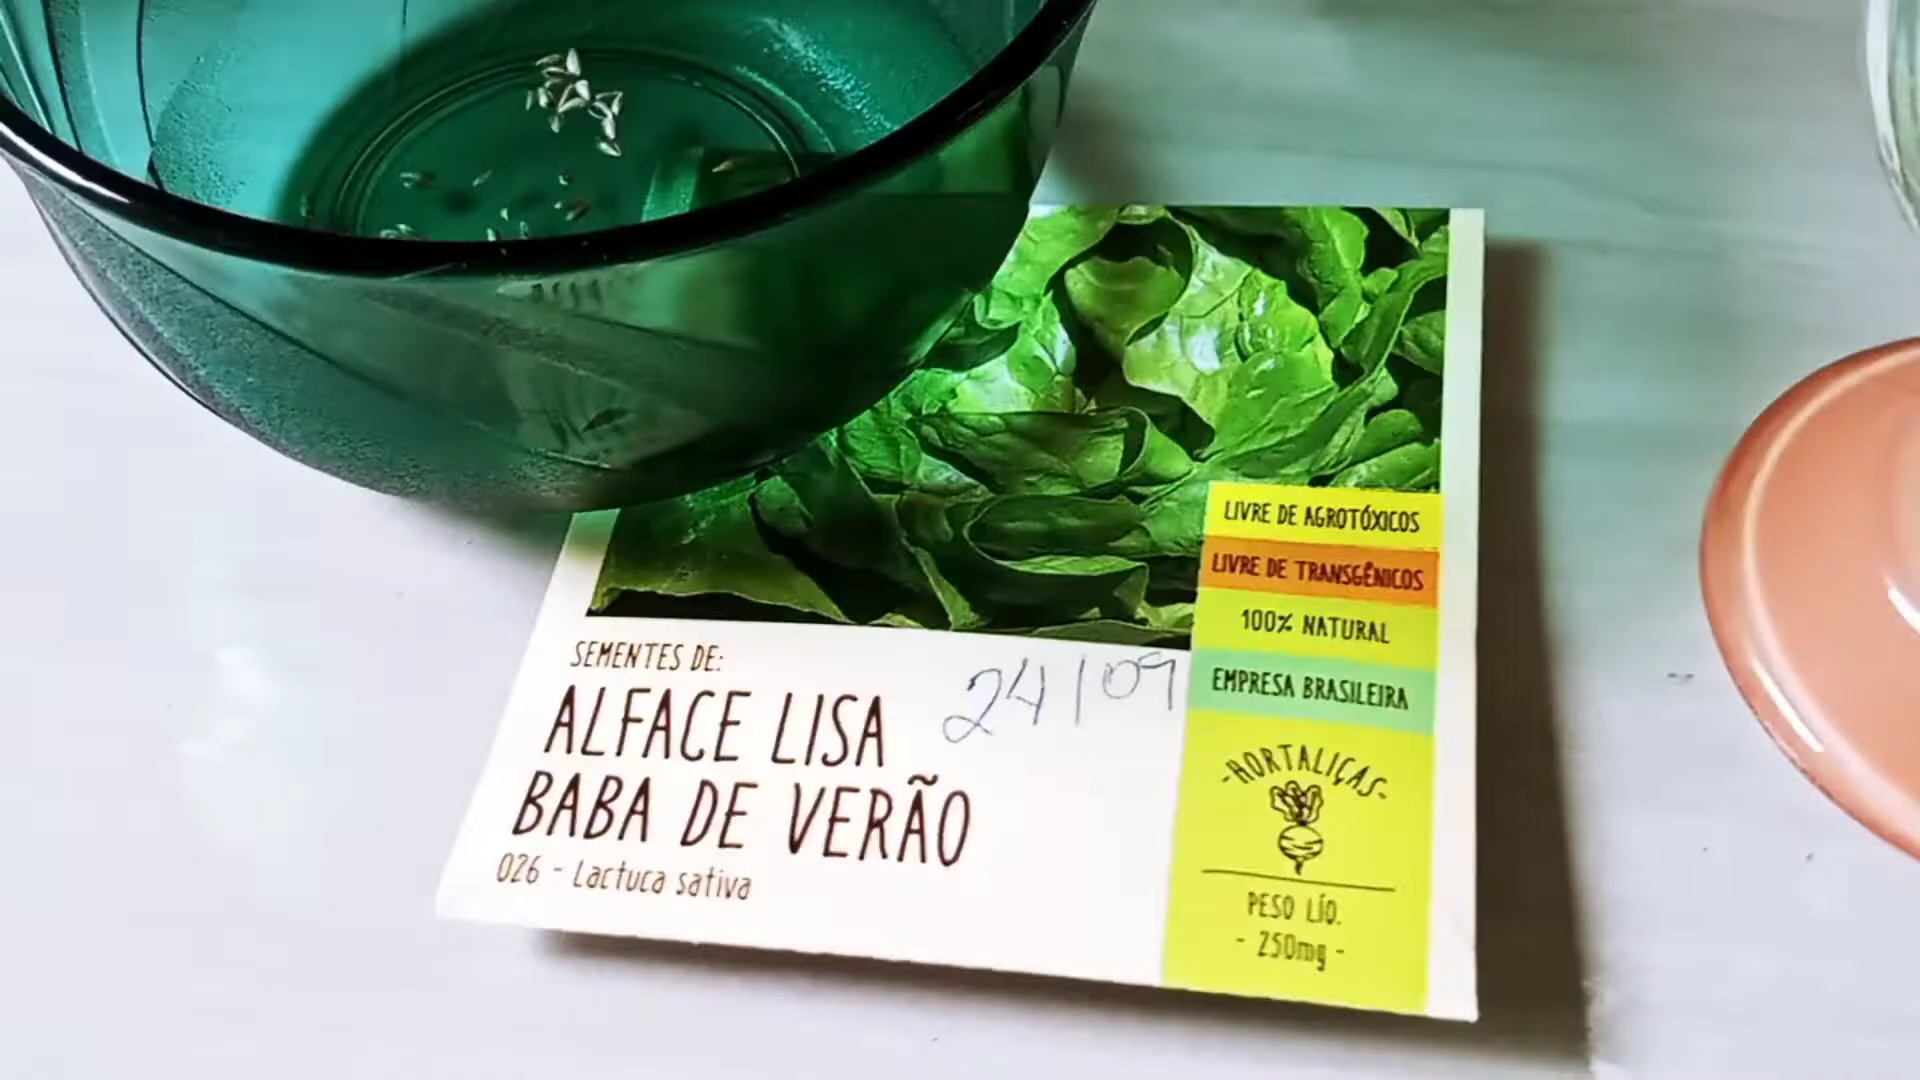 LIVRE DE AGROTÓXICOS
LIVRE DE TRANSGÊNICOS
100% NATURAL
EMPRESA BRASILEIRA
SEMENTES DE:
24/09
ALFACE LISA
BABA DE VERÃO
026 - Lactuca sativa
-HORTALIÇAS-
PESO LÍQ.
- 250mg -